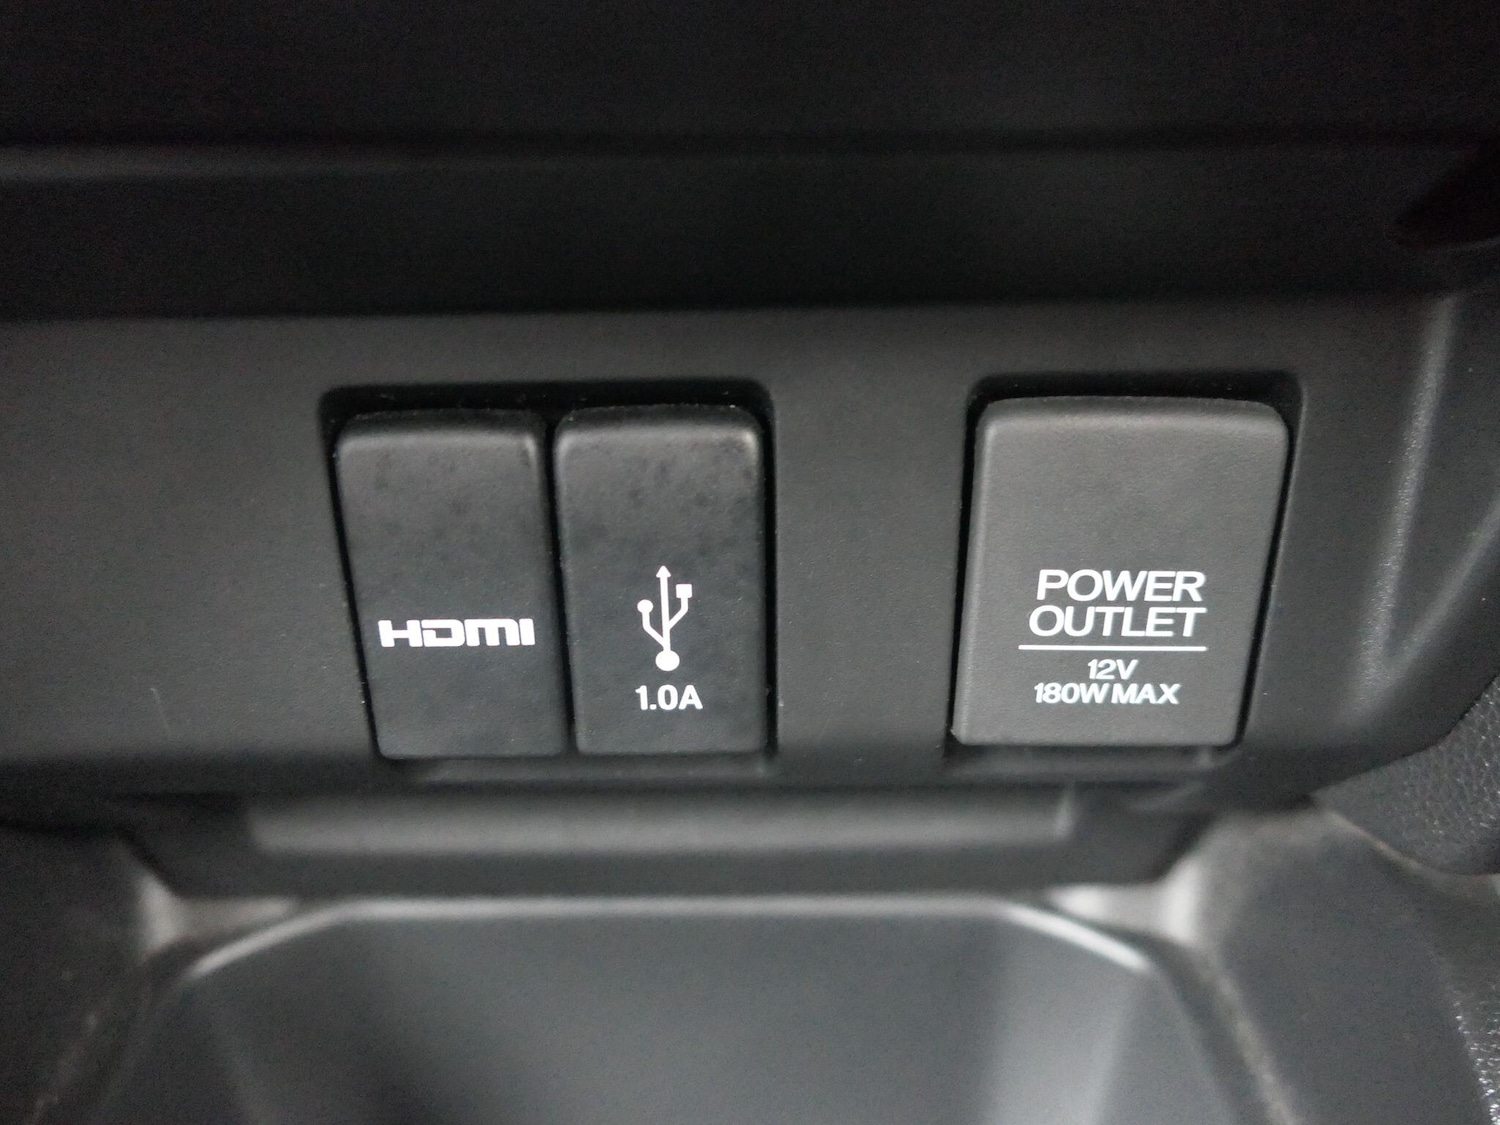 HDMI
1.0A
POWER
OUTLET
12V
180W MAX